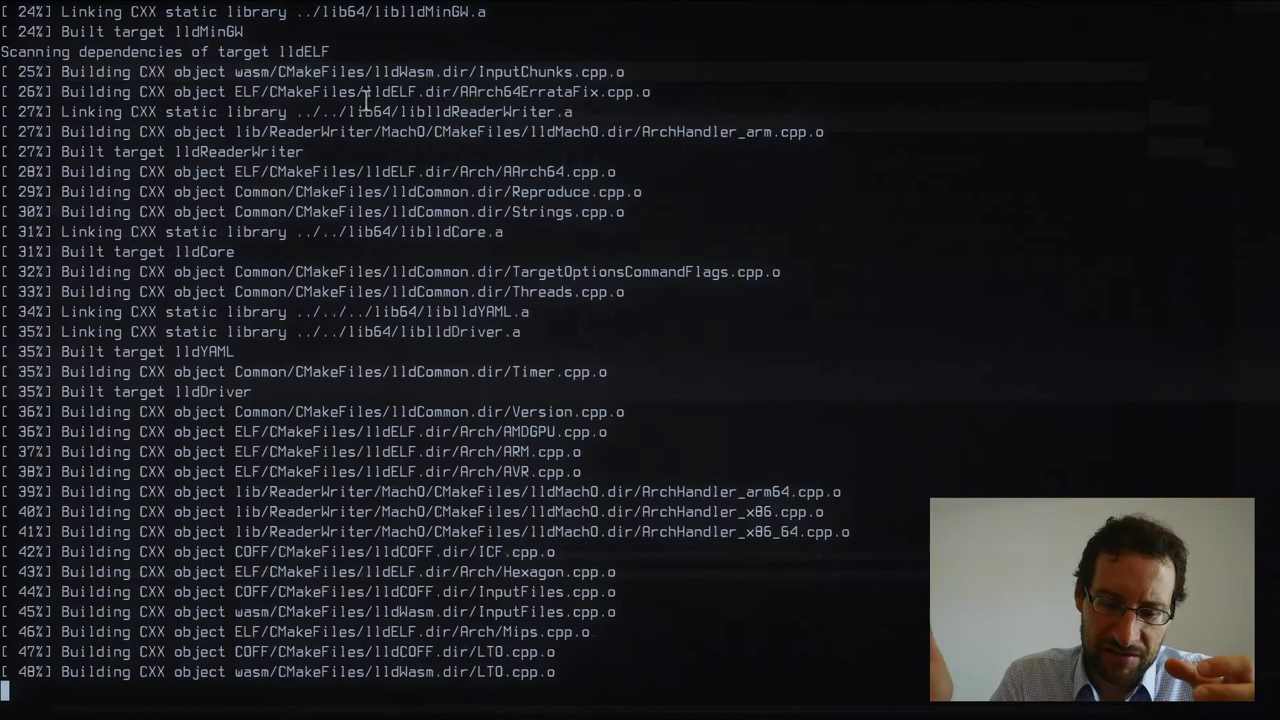 [ 24%] Linking CXX static library ../lib64/liblldMinGW.a
[ 24%] Built target lldMinGW
Scanning dependencies of target lldELF
[ 25%] Building CXX object wasm/CMakeFiles/lldWasm.dir/InputChunks.cpp.o
[ 26%] Building CXX object ELF/CMakeFiles/lldELF.dir/AArch64ErrataFix.cpp.o
[ 27%] Linking CXX static library ../../lib64/liblldReaderWriter.a
[ 27%] Building CXX object lib/ReaderWriter/MachO/CMakeFiles/lldMachO.dir/ArchHandler_arm.cpp.o
[ 27%] Built target lldReaderWriter
[ 28%] Building CXX object ELF/CMakeFiles/lldELF.dir/Arch/AArch64.cpp.o
[ 29%] Building CXX object Common/CMakeFiles/lldCommon.dir/Reproduce.cpp.o
[ 30%] Building CXX object Common/CMakeFiles/lldCommon.dir/Strings.cpp.o
[ 31%] Linking CXX static library ../../lib64/liblldCore.a
[ 31%] Built target lldCore
[ 32%] Building CXX object Common/CMakeFiles/lldCommon.dir/TargetOptionsCommandFlags.cpp.o
[ 33%] Building CXX object Common/CMakeFiles/lldCommon.dir/Threads.cpp.o
[ 34%] Linking CXX static library ../../../lib64/liblldYAML.a
[ 35%] Linking CXX static library ../../lib64/liblldDriver.a
[ 35%] Built target lldYAML
[ 35%] Building CXX object Common/CMakeFiles/lldCommon.dir/Timer.cpp.o
[ 35%] Built target lldDriver
[ 36%] Building CXX object Common/CMakeFiles/lldCommon.dir/Version.cpp.o
[ 36%] Building CXX object ELF/CMakeFiles/lldELF.dir/Arch/AMDGPU.cpp.o
[ 37%] Building CXX object ELF/CMakeFiles/lldELF.dir/Arch/ARM.cpp.o
[ 38%] Building CXX object ELF/CMakeFiles/lldELF.dir/Arch/AVR.cpp.o
[ 39%] Building CXX object lib/ReaderWriter/MachO/CMakeFiles/lldMachO.dir/ArchHandler_arm64.cpp.o
[ 40%] Building CXX object lib/ReaderWriter/MachO/CMakeFiles/lldMachO.dir/ArchHandler_x86.cpp.o
[ 41%] Building CXX object lib/ReaderWriter/MachO/CMakeFiles/lldMachO.dir/ArchHandler_x86_64.cpp.o
[ 42%] Building CXX object COFF/CMakeFiles/lldCOFF.dir/ICF.cpp.o
[ 43%] Building CXX object ELF/CMakeFiles/lldELF.dir/Arch/Hexagon.cpp.o
[ 44%] Building CXX object COFF/CMakeFiles/lldCOFF.dir/InputFiles.cpp.o
[ 45%] Building CXX object wasm/CMakeFiles/lldWasm.dir/InputFiles.cpp.o
[ 46%] Building CXX object ELF/CMakeFiles/lldELF.dir/Arch/Mips.cpp.o
[ 47%] Building CXX object COFF/CMakeFiles/lldCOFF.dir/LTO.cpp.o
[ 48%] Building CXX object wasm/CMakeFiles/lldWasm.dir/LTO.cpp.o